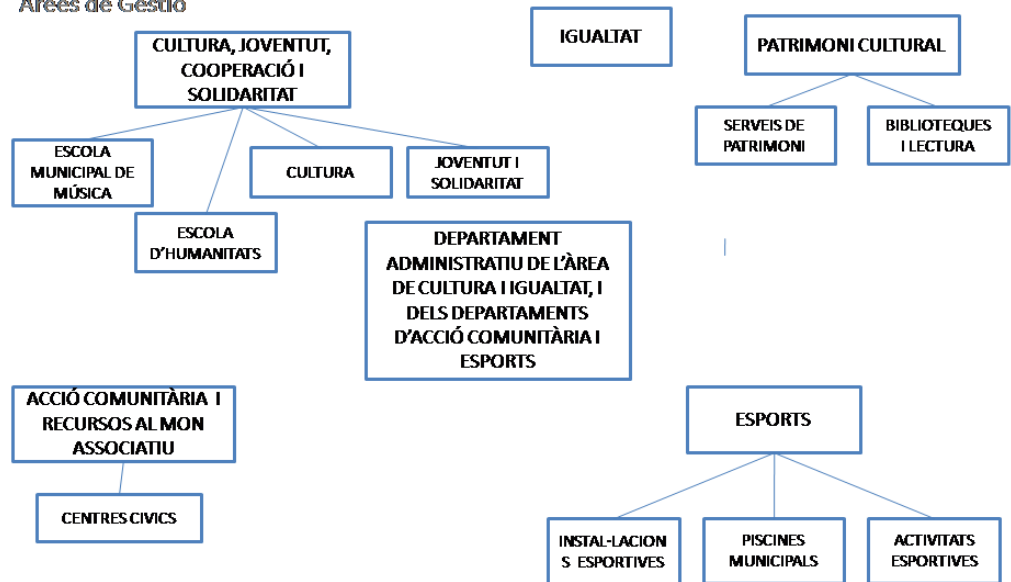 Àrees de Gestió
CULTURA, JOVENTUT,
COOPERACIÓ I
SOLIDARITAT
IGUALTAT
PATRIMONI CULTURAL
ESCOLA
MUNICIPAL DE
MÚSICA
CULTURA
JOVENTUT I
SOLIDARITAT
SERVEIS DE
PATRIMONI
BIBLIOTEQUES
I LECTURA
ESCOLA
D'HUMANITATS
DEPARTAMENT
ADMINISTRATIU DE L'ÀREA
DE CULTURA I IGUALTAT, I
DELS DEPARTAMENTS
D'ACCIÓ COMUNITÀRIA I
ESPORTS
ACCIÓ COMUNITÀRIA I
RECURSOS AL MON
ASSOCIATIU
ESPORTS
CENTRES CIVICS
INSTAL-LACION
S ESPORTIVES
PISCINES
MUNICIPALS
ACTIVITATS
ESPORTIVES